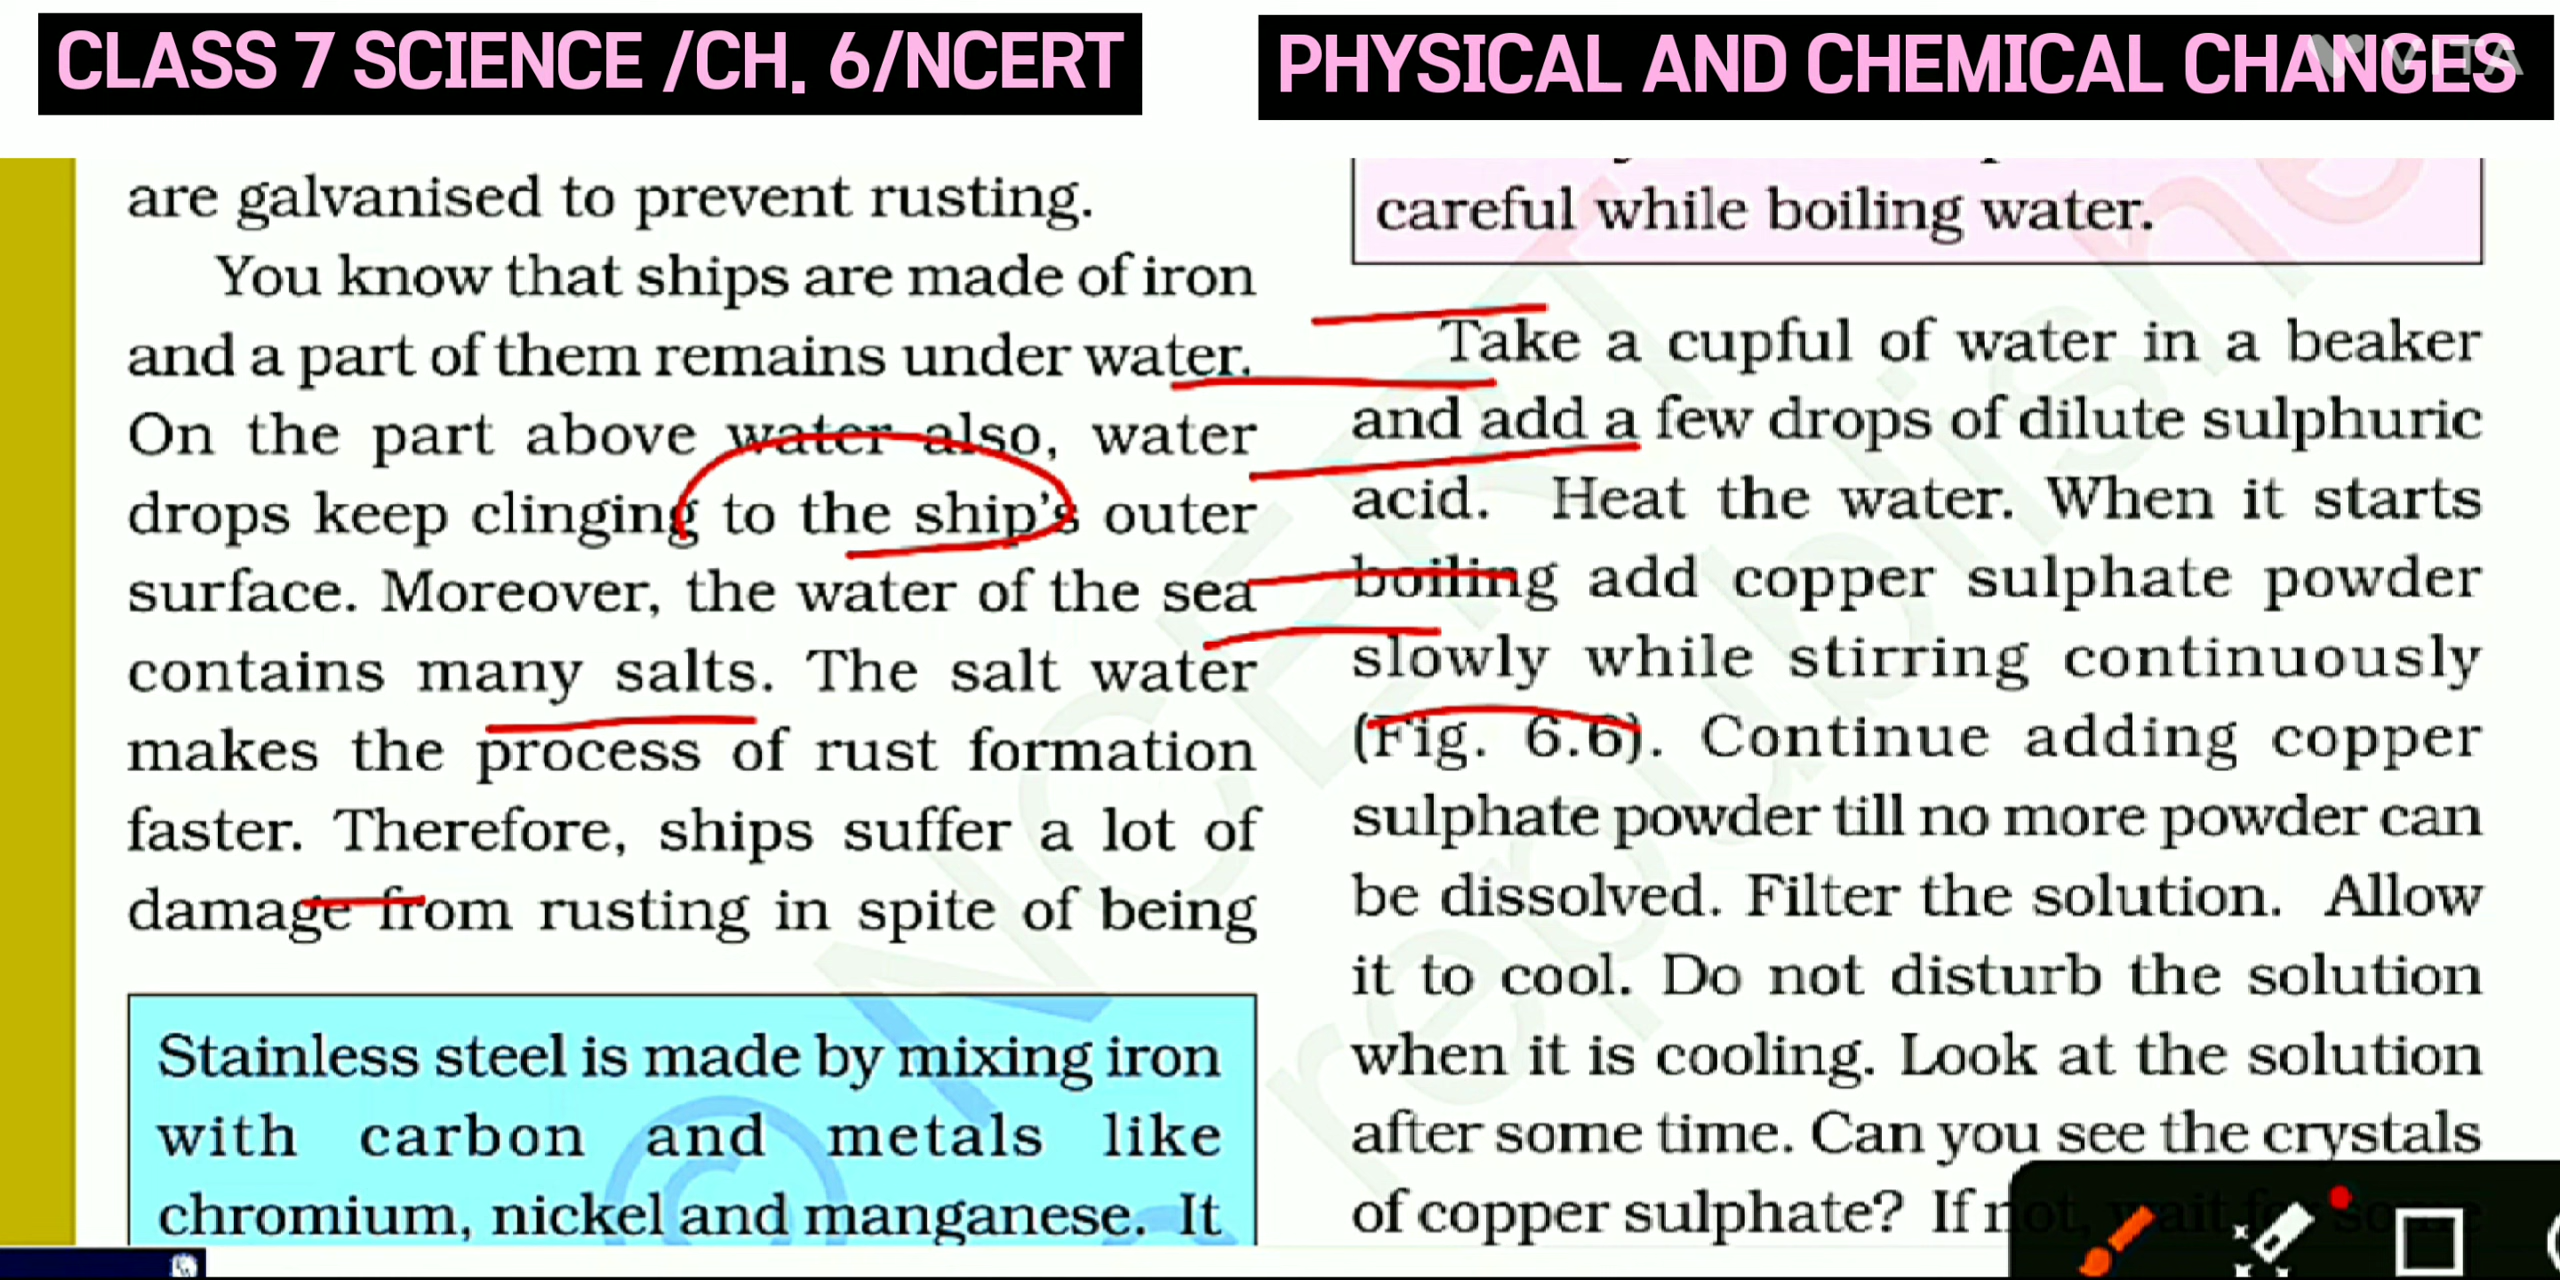 CLASS 7 SCIENCE /CH. 6/NCERT
PHYSICAL AND CHEMICAL CHANGES
VITA
are galvanised to prevent rusting.
You know that ships are made of iron
and a part of them remains under water.
On the part above water also, water
drops keep clinging to the ship's outer
surface. Moreover, the water of the sea
contains many salts. The salt water
makes the process of rust formation
faster. Therefore, ships suffer a lot of
damage from rusting in spite of being
Stainless steel is made by mixing iron
with carbon and metals like
chromium, nickel and manganese. It
careful while boiling water.
Take a cupful of water in a beaker
and add a few drops of dilute sulphuric
acid. Heat the water. When it starts
boiling add copper sulphate powder
slowly while stirring continuously
(Fig. 6.6). Continue adding copper
sulphate powder till no more powder can
be dissolved. Filter the solution. Allow
it to cool. Do not disturb the solution
when it is cooling. Look at the solution
after some time. Can you see the crystals
of copper sulphate? If not, wait for some
© NCERT
republishe